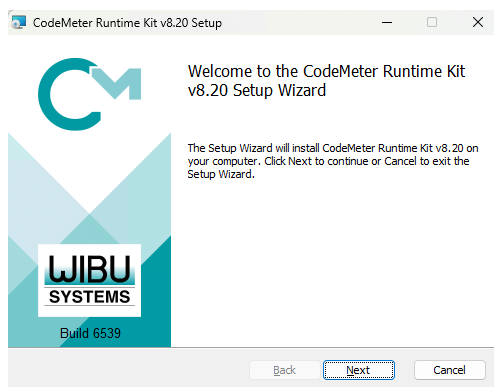 CodeMeter Runtime Kit v8.20 Setup
Welcome to the CodeMeter Runtime Kit
v8.20 Setup Wizard
The Setup Wizard will install CodeMeter Runtime Kit v8.20 on
your computer. Click Next to continue or Cancel to exit the
Setup Wizard.
WIBU
SYSTEMS
Build 6539
Back Next Cancel